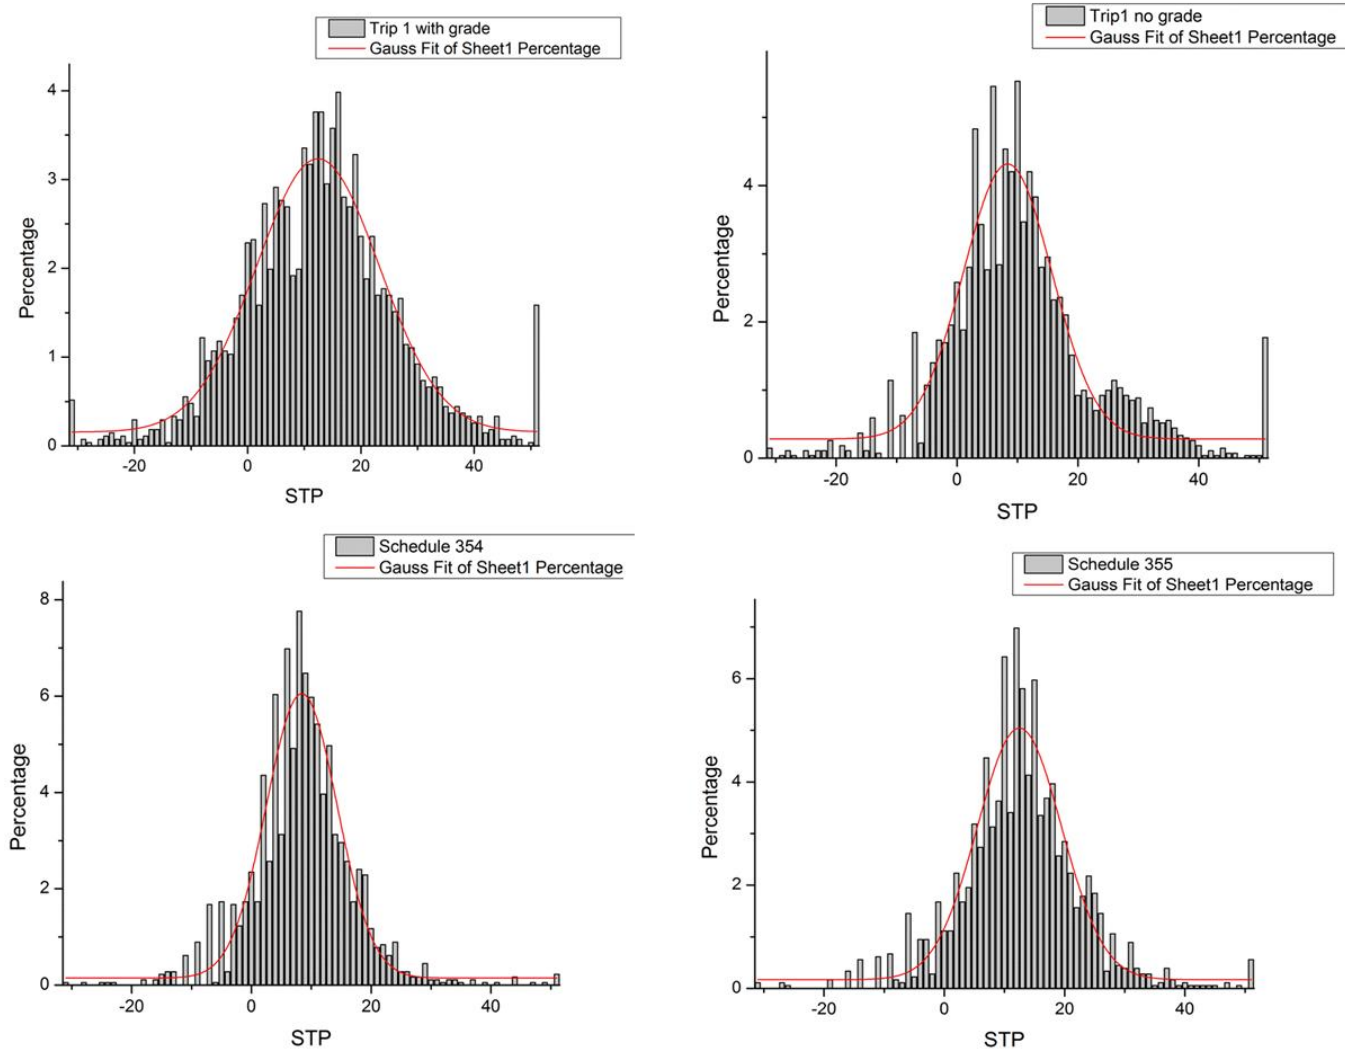 Trip 1 with grade
Gauss Fit of Sheet1 Percentage
4
3
2
1
0
-20
0
20
40
Percentage
STP
Trip1 no grade
Gauss Fit of Sheet1 Percentage
4
2
0
-20
0
20
40
Percentage
STP
Schedule 354
Gauss Fit of Sheet1 Percentage
8
6
4
2
0
-20
0
20
40
Percentage
STP
Schedule 355
Gauss Fit of Sheet1 Percentage
6
4
2
0
-20
0
20
40
Percentage
STP